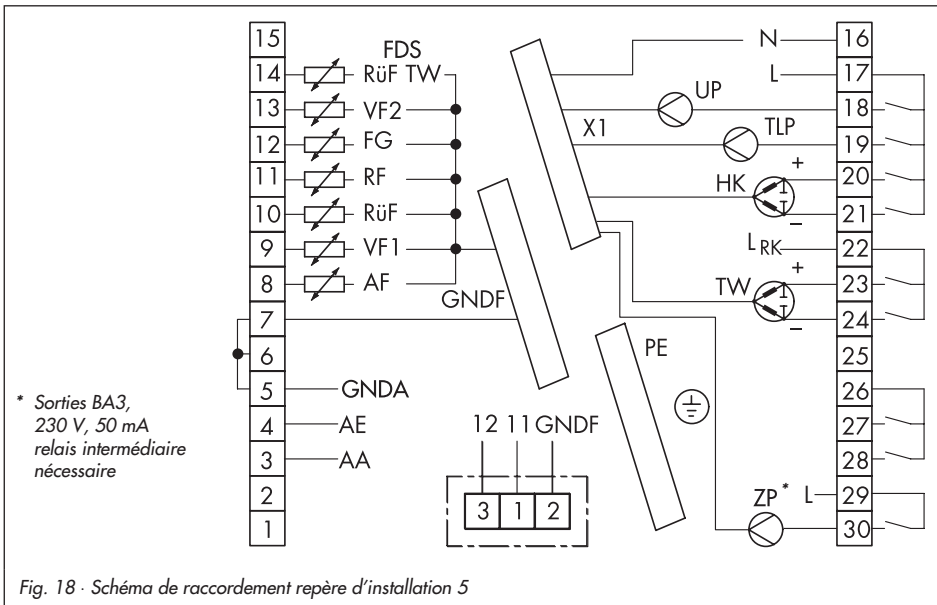 15
14 RüF TW
FDS
13 VF2
12 FG
11 RF
10 RüF
9 VF1
8 AF
7 GNDF
6
5 GNDA
4 AE
3 AA
2
1
* Sorties BA3,
230 V, 50 mA
relais intermédiaire
nécessaire
12 11 GNDF
3 1 2
X1
PE
N 16
L 17
UP 18
TLP 19
HK + 20
– 21
LRK 22
TW + 23
– 24
25
26
27
28
L 29
ZP* 30
Fig. 18 · Schéma de raccordement repère d'installation 5